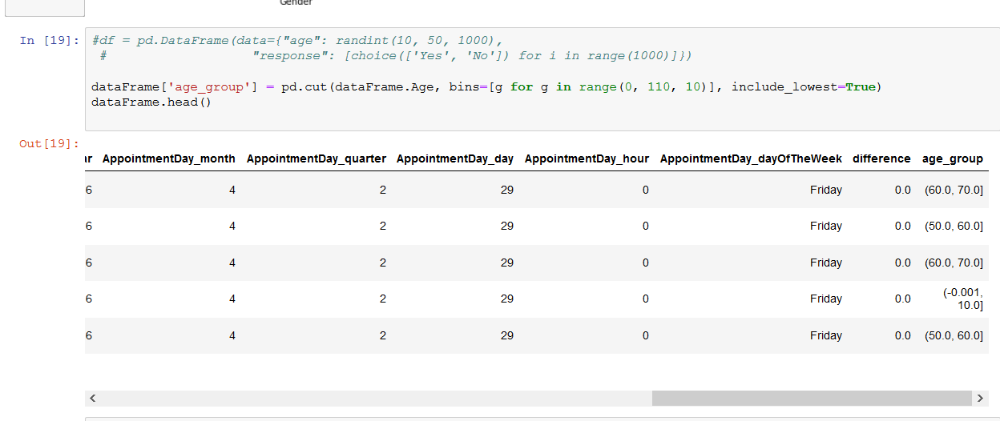 Gender
In [19]: #df = pd.DataFrame(data={"age": randint(10, 50, 1000),
#                   "response": [choice(['Yes', 'No']) for i in range(1000)]})
dataFrame['age_group'] = pd.cut(dataFrame.Age, bins=[g for g in range(0, 110, 10)], include_lowest=True)
dataFrame.head()
Out[19]:
ar AppointmentDay_month AppointmentDay_quarter AppointmentDay_day AppointmentDay_hour AppointmentDay_dayOfTheWeek difference age_group
6 4 2 29 0 Friday 0.0 (60.0, 70.0]
6 4 2 29 0 Friday 0.0 (50.0, 60.0]
6 4 2 29 0 Friday 0.0 (60.0, 70.0]
6 4 2 29 0 Friday 0.0 (-0.001,
10.0]
6 4 2 29 0 Friday 0.0 (50.0, 60.0]